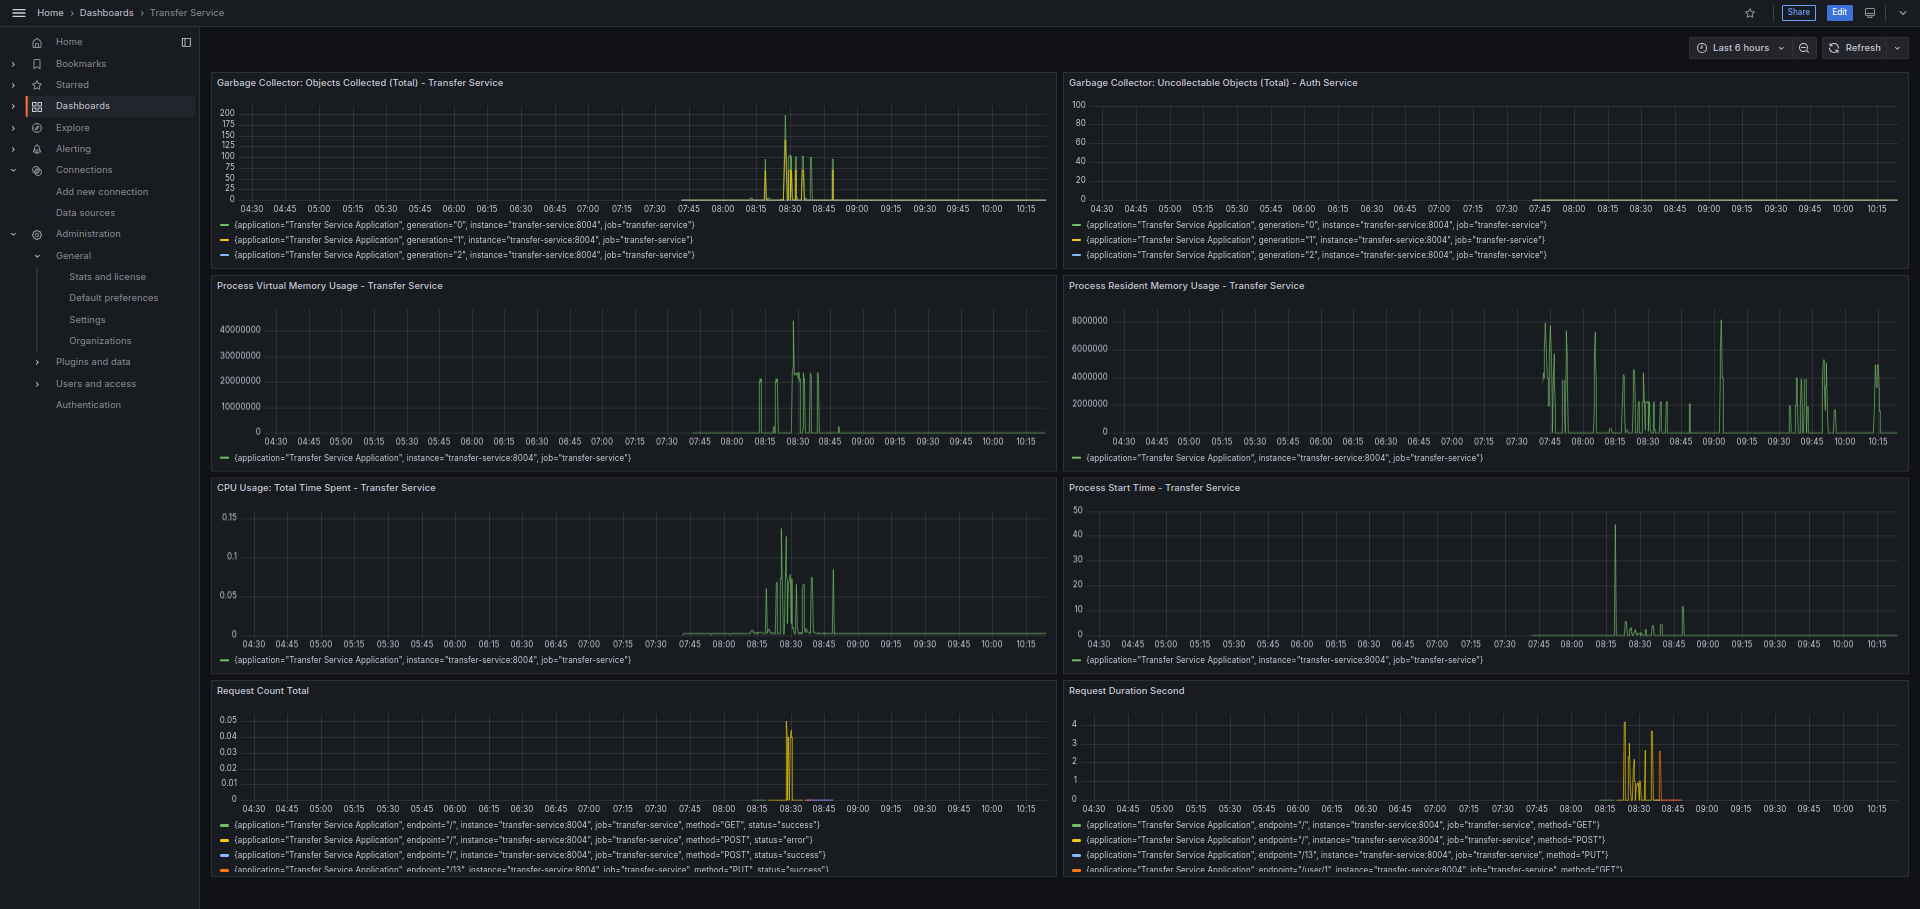 Home › Dashboards › Transfer Service
Share
Edit
Home
Bookmarks
Starred
Dashboards
Explore
Alerting
Connections
Add new connection
Data sources
Administration
General
Stats and license
Default preferences
Settings
Organizations
Plugins and data
Users and access
Authentication
Last 6 hours
Refresh
Garbage Collector: Objects Collected (Total) - Transfer Service
200
175
150
125
100
75
50
25
0
04:30 04:45 05:00 05:15 05:30 05:45 06:00 06:15 06:30 06:45 07:00 07:15 07:30 07:45 08:00 08:15 08:30 08:45 09:00 09:15 09:30 09:45 10:00 10:15
{application="Transfer Service Application", generation="0", instance="transfer-service:8004", job="transfer-service"}
{application="Transfer Service Application", generation="1", instance="transfer-service:8004", job="transfer-service"}
{application="Transfer Service Application", generation="2", instance="transfer-service:8004", job="transfer-service"}
Garbage Collector: Uncollectable Objects (Total) - Auth Service
100
80
60
40
20
0
04:30 04:45 05:00 05:15 05:30 05:45 06:00 06:15 06:30 06:45 07:00 07:15 07:30 07:45 08:00 08:15 08:30 08:45 09:00 09:15 09:30 09:45 10:00 10:15
{application="Transfer Service Application", generation="0", instance="transfer-service:8004", job="transfer-service"}
{application="Transfer Service Application", generation="1", instance="transfer-service:8004", job="transfer-service"}
{application="Transfer Service Application", generation="2", instance="transfer-service:8004", job="transfer-service"}
Process Virtual Memory Usage - Transfer Service
40000000
30000000
20000000
10000000
0
04:30 04:45 05:00 05:15 05:30 05:45 06:00 06:15 06:30 06:45 07:00 07:15 07:30 07:45 08:00 08:15 08:30 08:45 09:00 09:15 09:30 09:45 10:00 10:15
{application="Transfer Service Application", instance="transfer-service:8004", job="transfer-service"}
Process Resident Memory Usage - Transfer Service
8000000
6000000
4000000
2000000
0
04:30 04:45 05:00 05:15 05:30 05:45 06:00 06:15 06:30 06:45 07:00 07:15 07:30 07:45 08:00 08:15 08:30 08:45 09:00 09:15 09:30 09:45 10:00 10:15
{application="Transfer Service Application", instance="transfer-service:8004", job="transfer-service"}
CPU Usage: Total Time Spent - Transfer Service
0.15
0.1
0.05
0
04:30 04:45 05:00 05:15 05:30 05:45 06:00 06:15 06:30 06:45 07:00 07:15 07:30 07:45 08:00 08:15 08:30 08:45 09:00 09:15 09:30 09:45 10:00 10:15
{application="Transfer Service Application", instance="transfer-service:8004", job="transfer-service"}
Process Start Time - Transfer Service
50
40
30
20
10
0
04:30 04:45 05:00 05:15 05:30 05:45 06:00 06:15 06:30 06:45 07:00 07:15 07:30 07:45 08:00 08:15 08:30 08:45 09:00 09:15 09:30 09:45 10:00 10:15
{application="Transfer Service Application", instance="transfer-service:8004", job="transfer-service"}
Request Count Total
0.05
0.04
0.03
0.02
0.01
0
04:30 04:45 05:00 05:15 05:30 05:45 06:00 06:15 06:30 06:45 07:00 07:15 07:30 07:45 08:00 08:15 08:30 08:45 09:00 09:15 09:30 09:45 10:00 10:15
{application="Transfer Service Application", endpoint="/", instance="transfer-service:8004", job="transfer-service", method="GET", status="success"}
{application="Transfer Service Application", endpoint="/", instance="transfer-service:8004", job="transfer-service", method="POST", status="error"}
{application="Transfer Service Application", endpoint="/", instance="transfer-service:8004", job="transfer-service", method="POST", status="success"}
{application="Transfer Service Application", endpoint="/13", instance="transfer-service:8004", job="transfer-service", method="PUT", status="success"}
Request Duration Second
4
3
2
1
0
04:30 04:45 05:00 05:15 05:30 05:45 06:00 06:15 06:30 06:45 07:00 07:15 07:30 07:45 08:00 08:15 08:30 08:45 09:00 09:15 09:30 09:45 10:00 10:15
{application="Transfer Service Application", endpoint="/", instance="transfer-service:8004", job="transfer-service", method="GET"}
{application="Transfer Service Application", endpoint="/", instance="transfer-service:8004", job="transfer-service", method="POST"}
{application="Transfer Service Application", endpoint="/13", instance="transfer-service:8004", job="transfer-service", method="PUT"}
{application="Transfer Service Application", endpoint="/user/1", instance="transfer-service:8004", job="transfer-service", method="GET"}